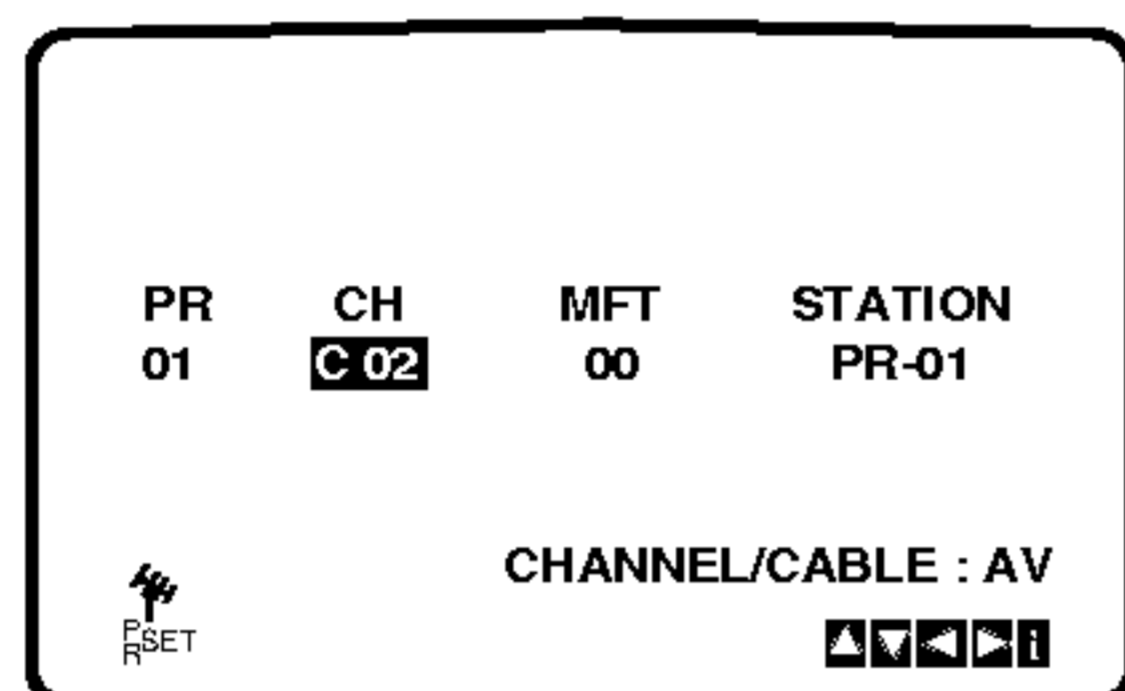 PR CH MFT STATION
01 C 02 00 PR-01
CHANNEL/CABLE : AV
PR SET
i